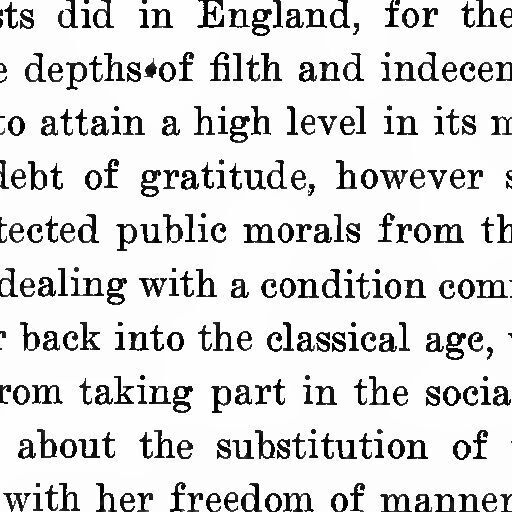 sts did in England, for the
e depths of filth and indecen
to attain a high level in its m
debt of gratitude, however s
tected public morals from th
dealing with a condition com
r back into the classical age,
rom taking part in the socia
about the substitution of
with her freedom of manner